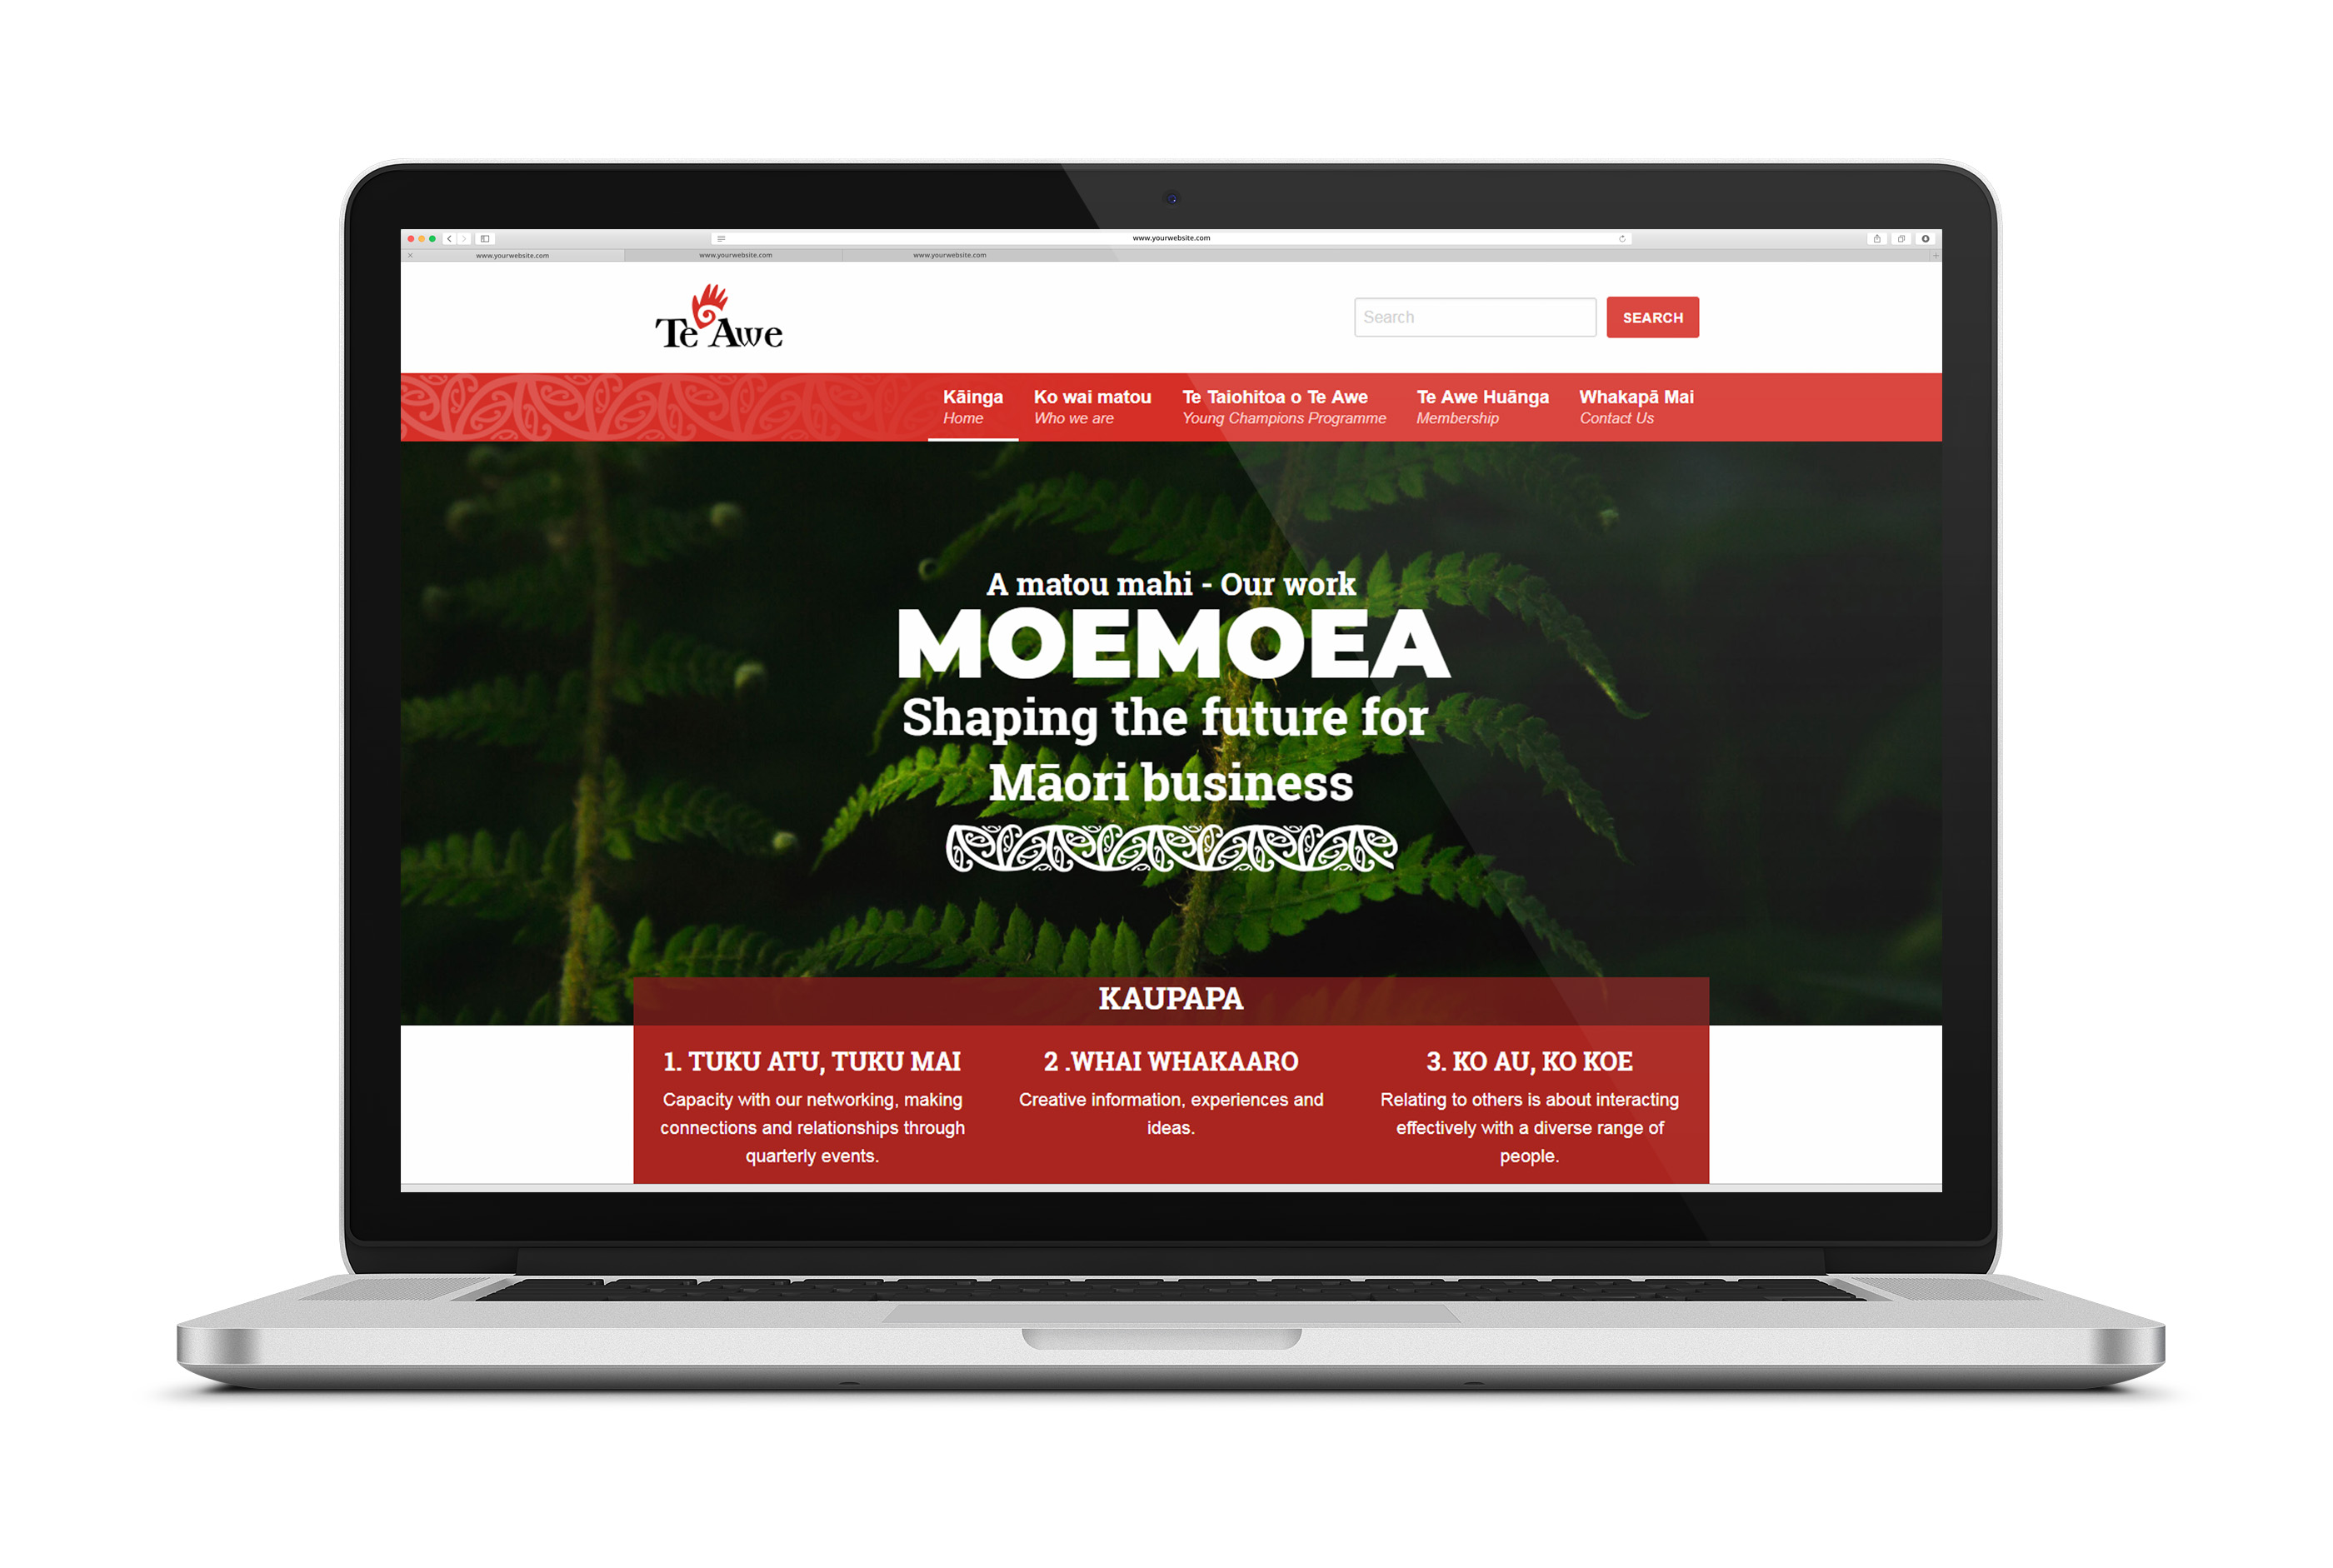 www.yourwebsite.com
www.yourwebsite.com www.yourwebsite.com www.yourwebsite.com
Te Awe
Search SEARCH
Kāinga Ko wai matou Te Taiohitoa o Te Awe Te Awe Huānga Whakapā Mai
Home Who we are Young Champions Programme Membership Contact Us
A matou mahi - Our work
MOEMOEA
Shaping the future for
Māori business
KAUPAPA
1. TUKU ATU, TUKU MAI
Capacity with our networking, making
connections and relationships through
quarterly events.
2 .WHAI WHAKAARO
Creative information, experiences and
ideas.
3. KO AU, KO KOE
Relating to others is about interacting
effectively with a diverse range of
people.